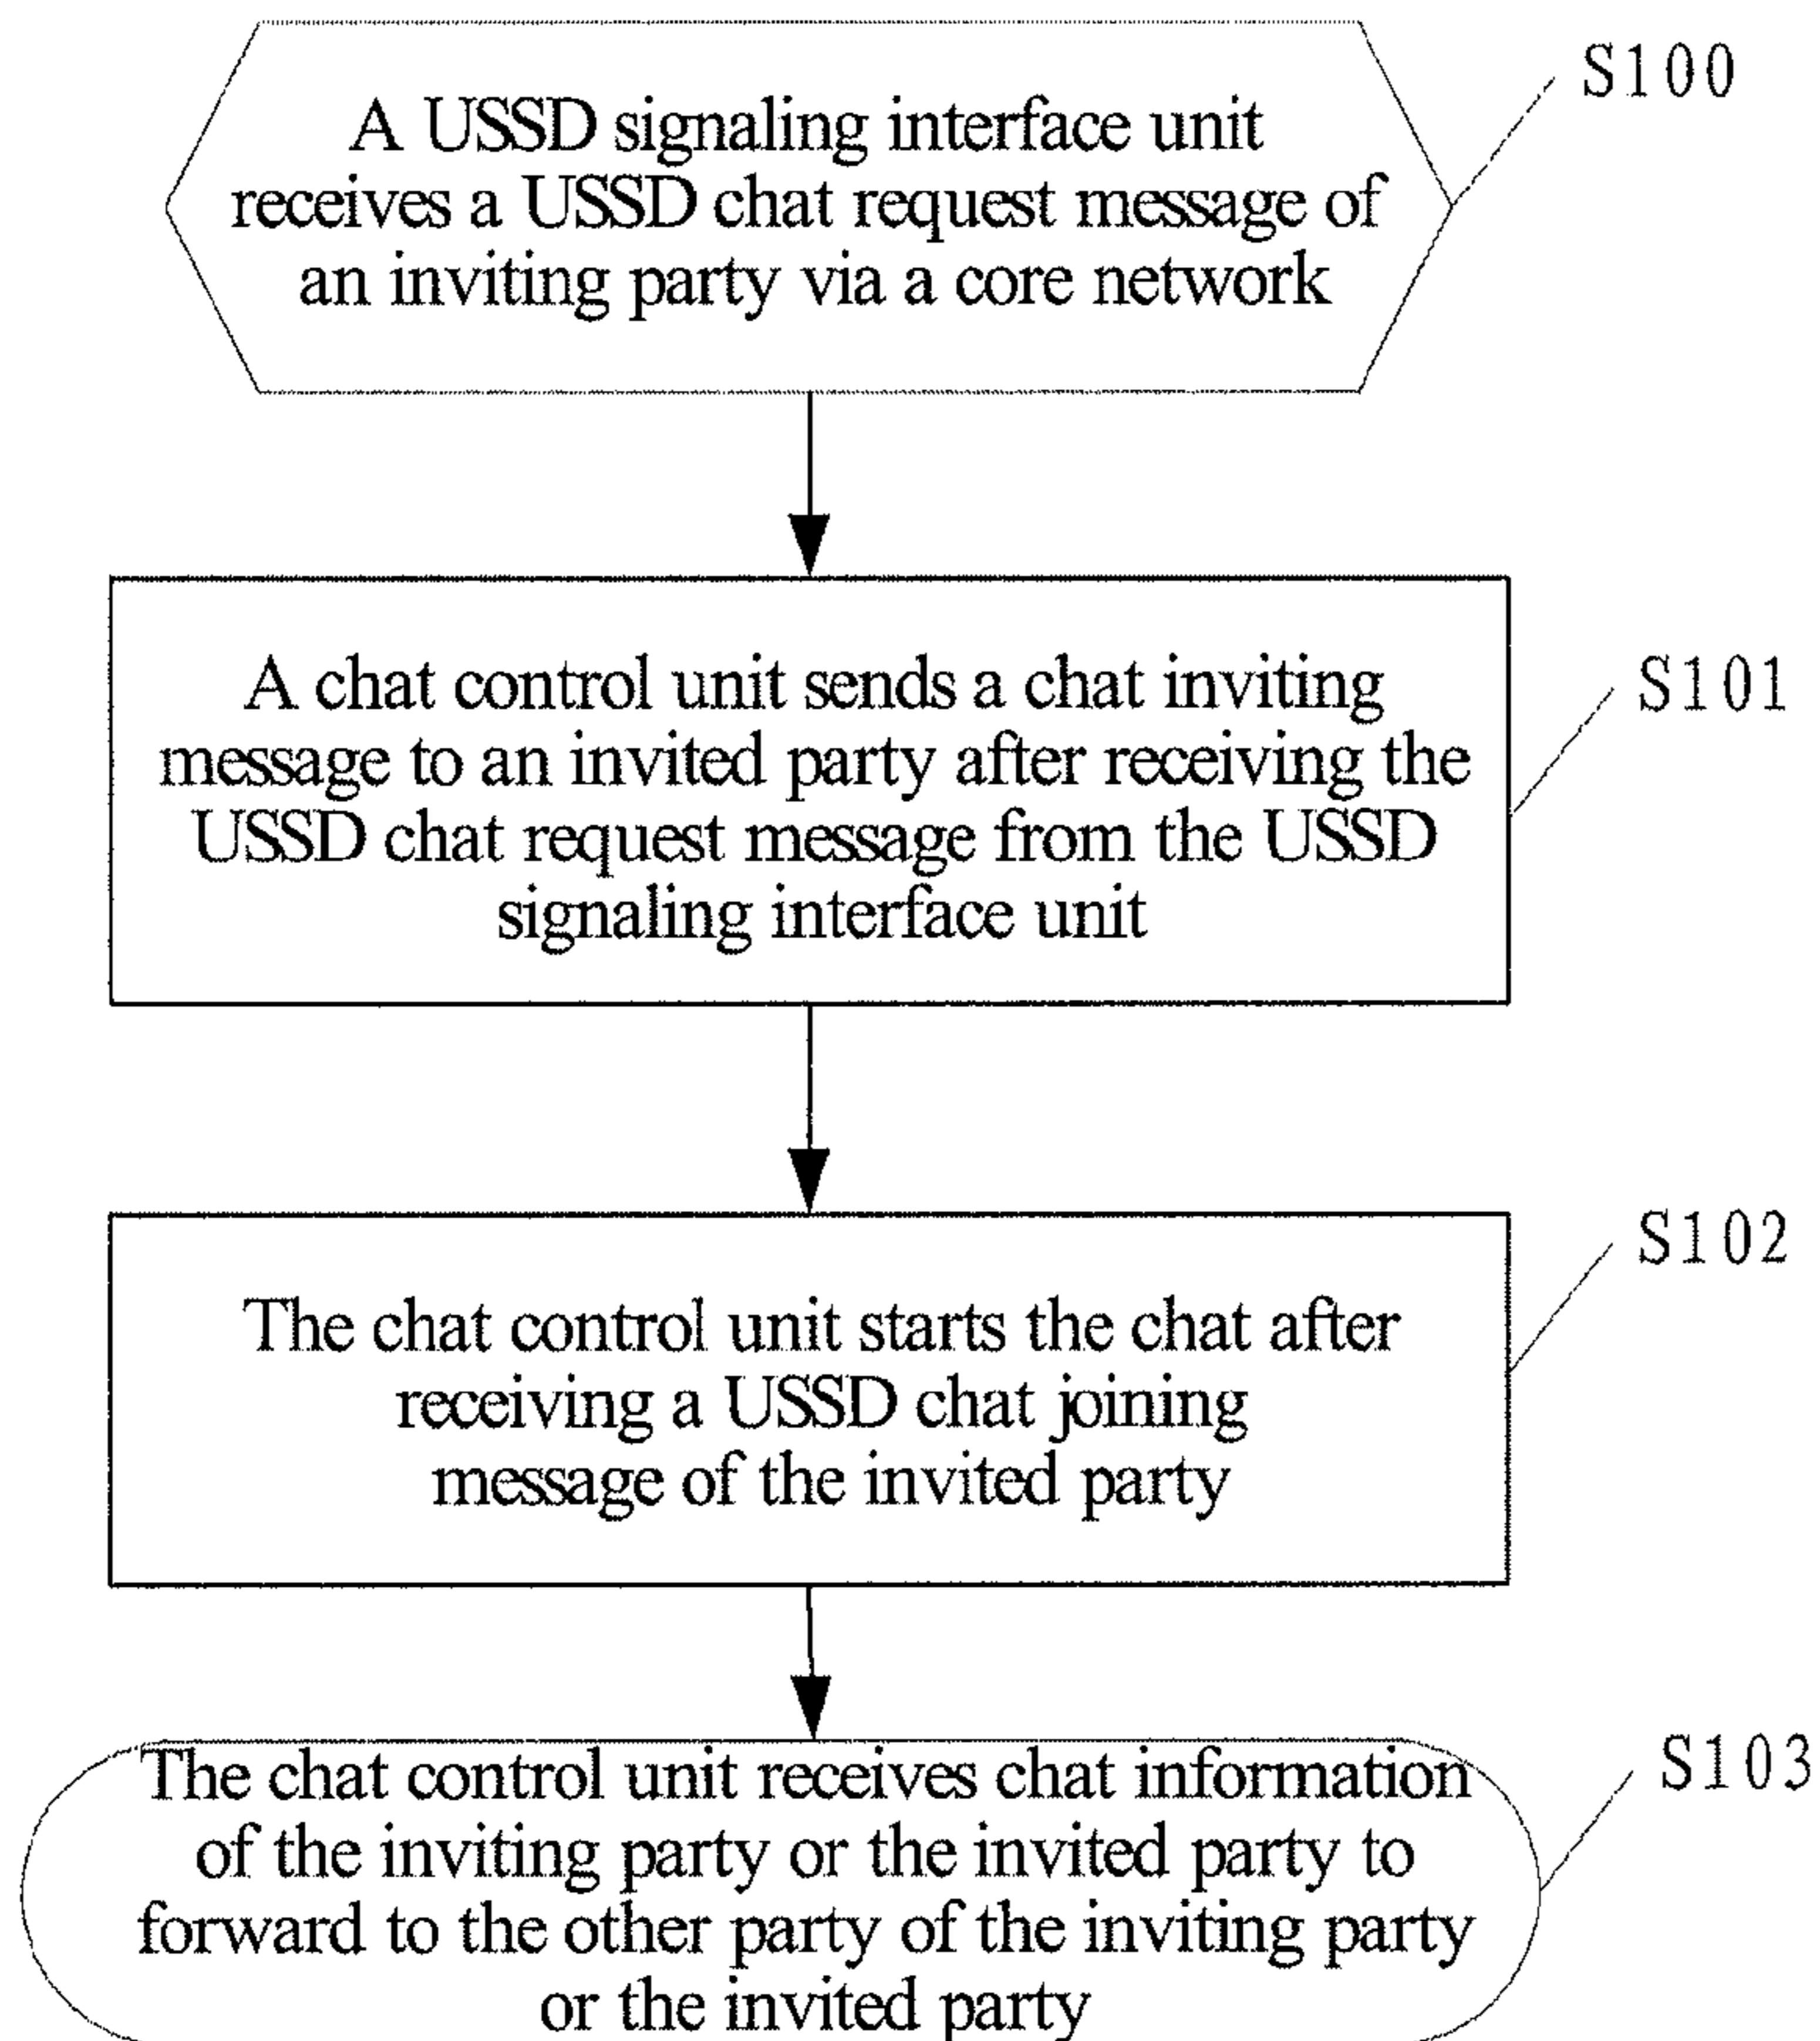 A USSD signaling interface unit
receives a USSD chat request message of
an inviting party via a core network
S100
A chat control unit sends a chat inviting
message to an invited party after receiving the
USSD chat request message from the USSD
signaling interface unit
S101
The chat control unit starts the chat after
receiving a USSD chat joining
message of the invited party
S102
The chat control unit receives chat information
of the inviting party or the invited party to
forward to the other party of the inviting party
or the invited party
S103